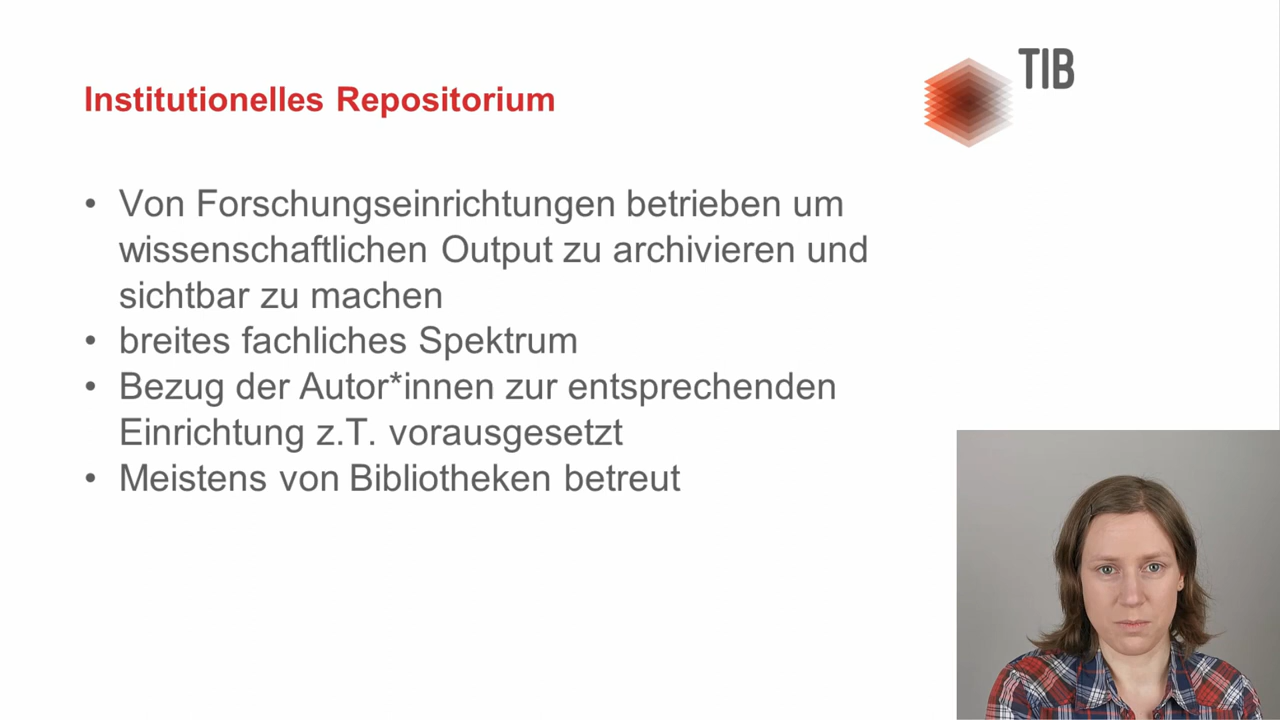 Institutionelles Repositorium
TIB
• Von Forschungseinrichtungen betrieben um
wissenschaftlichen Output zu archivieren und
sichtbar zu machen
• breites fachliches Spektrum
• Bezug der Autor*innen zur entsprechenden
Einrichtung z.T. vorausgesetzt
• Meistens von Bibliotheken betreut